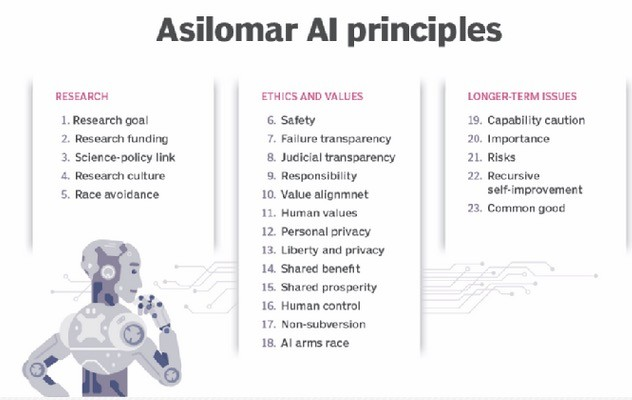 Asilomar AI principles
RESEARCH
1. Research goal
2. Research funding
3. Science-policy link
4. Research culture
5. Race avoidance
ETHICS AND VALUES
6. Safety
7. Failure transparency
8. Judicial transparency
9. Responsibility
10. Value alignmnet
11. Human values
12. Personal privacy
13. Liberty and privacy
14. Shared benefit
15. Shared prosperity
16. Human control
17. Non-subversion
18. AI arms race
LONGER-TERM ISSUES
19. Capability caution
20. Importance
21. Risks
22. Recursive
self-improvement
23. Common good